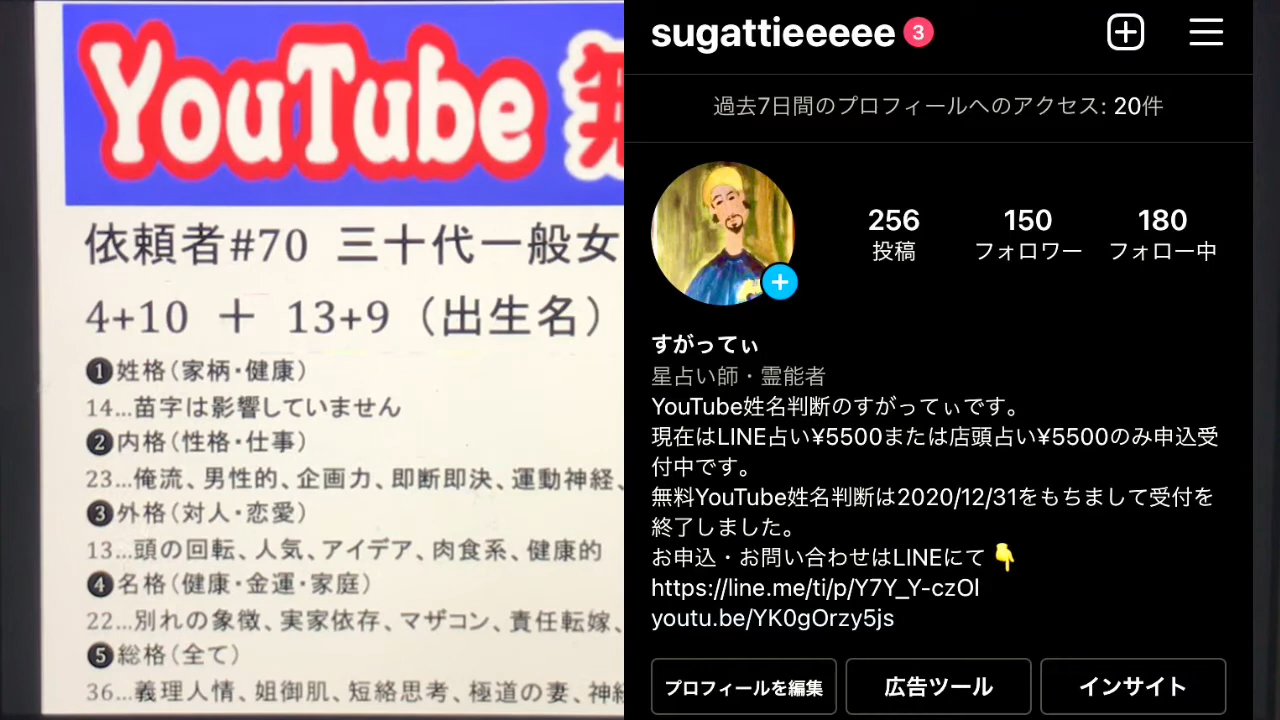 YouTube 無
依頼者#70 三十代一般女
4+10 ＋ 13+9（出生名）
❶姓格（家柄・健康）
14…苗字は影響していません
❷内格（性格・仕事）
23…俺流、男性的、企画力、即断即決、運動神経、
❸外格（対人・恋愛）
13…頭の回転、人気、アイデア、肉食系、健康的
❹名格（健康・金運・家庭）
22…別れの象徴、実家依存、マザコン、責任転嫁、
❺総格（全て）
36…義理人情、姐御肌、短絡思考、極道の妻、神経
sugattieeeee 3
過去7日間のプロフィールへのアクセス: 20件
256 150 180
投稿 フォロワー フォロー中
すがってぃ
星占い師・霊能者
YouTube姓名判断のすがってぃです。
現在はLINE占い¥5500または店頭占い¥5500のみ申込受
付中です。
無料YouTube姓名判断は2020/12/31をもちまして受付を
終了しました。
お申込・お問い合わせはLINEにて👇
https://line.me/ti/p/Y7Y_Y-czOl
youtu.be/YK0gOrzy5js
プロフィールを編集 広告ツール インサイト